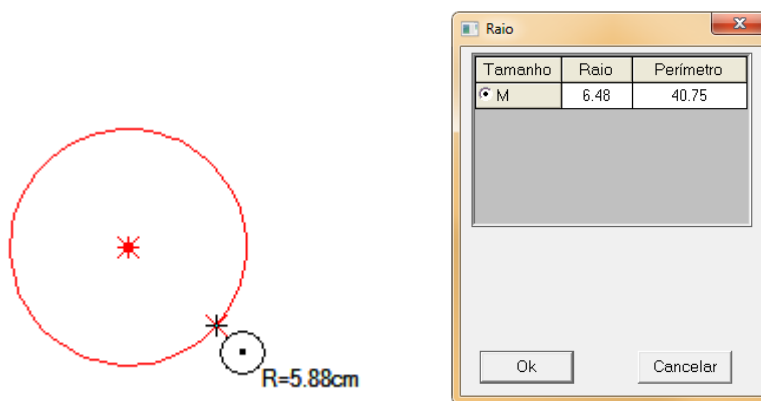 R=5.88cm
Raio
Tamanho Raio Perímetro
M 6.48 40.75
Ok Cancelar